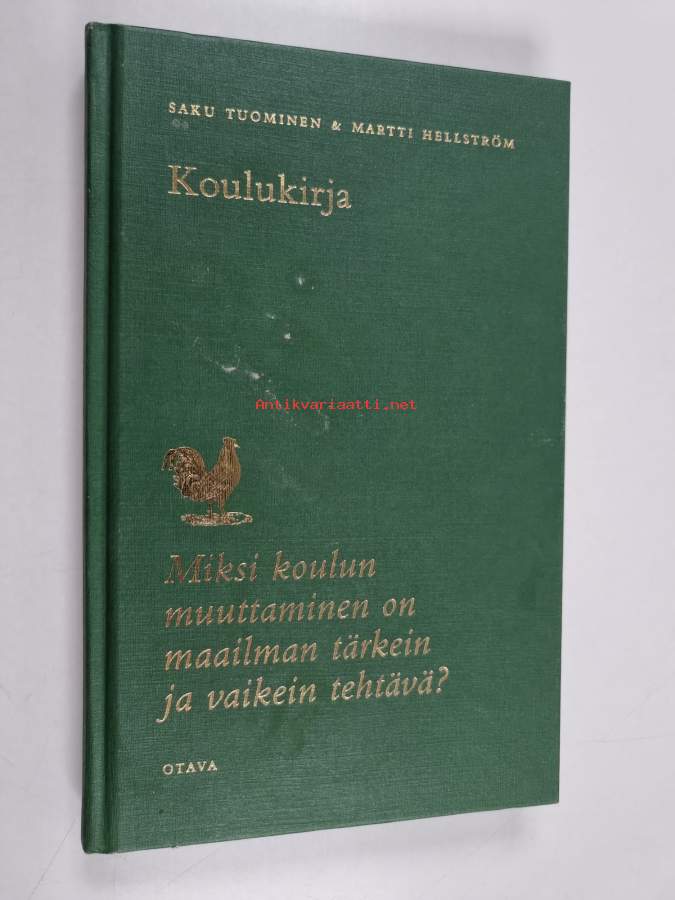 SAKU TUOMINEN & MARTTI HELLSTRÖM
Koulukirja
Antikvariaatti.net
Miksi koulun
muuttaminen on
maailman tärkein
ja vaikein tehtävä?
OTAVA